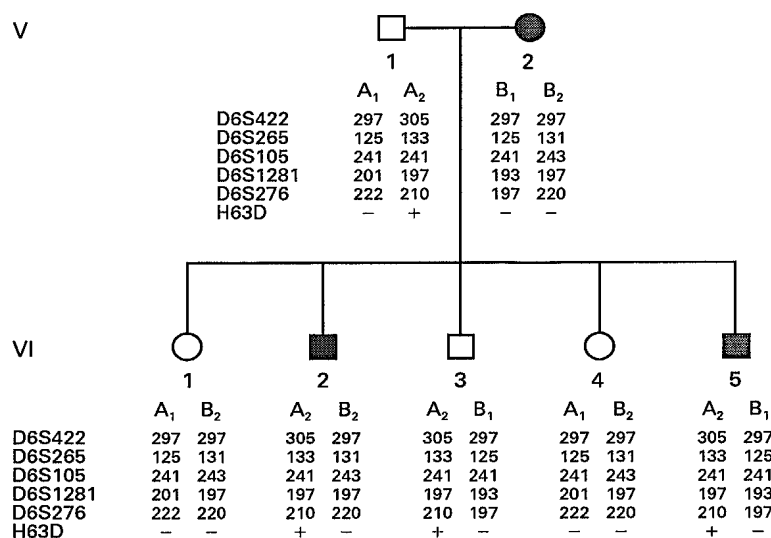 V
1 2
A₁ A₂ B₁ B₂
D6S422 297 305 297 297
D6S265 125 133 125 131
D6S105 241 241 241 243
D6S1281 201 197 193 197
D6S276 222 210 197 220
H63D − + − −
VI
1 2 3 4 5
A₁ B₂ A₂ B₂ A₂ B₁ A₁ B₂ A₂ B₁
D6S422 297 297 305 297 305 297 297 297 305 297
D6S265 125 131 133 131 133 125 125 131 133 125
D6S105 241 243 241 243 241 241 241 243 241 241
D6S1281 201 197 197 197 197 193 201 197 197 193
D6S276 222 220 210 220 210 197 222 220 210 197
H63D − − + − + − − − + −